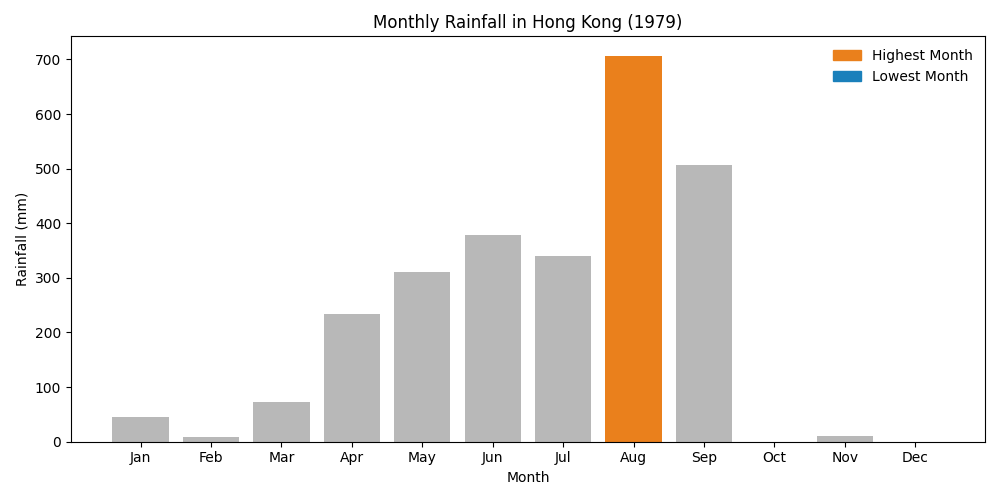 Monthly Rainfall in Hong Kong (1979)
Highest Month
Lowest Month
Rainfall (mm)
700
600
500
400
300
200
100
0
Jan Feb Mar Apr May Jun Jul Aug Sep Oct Nov Dec
Month